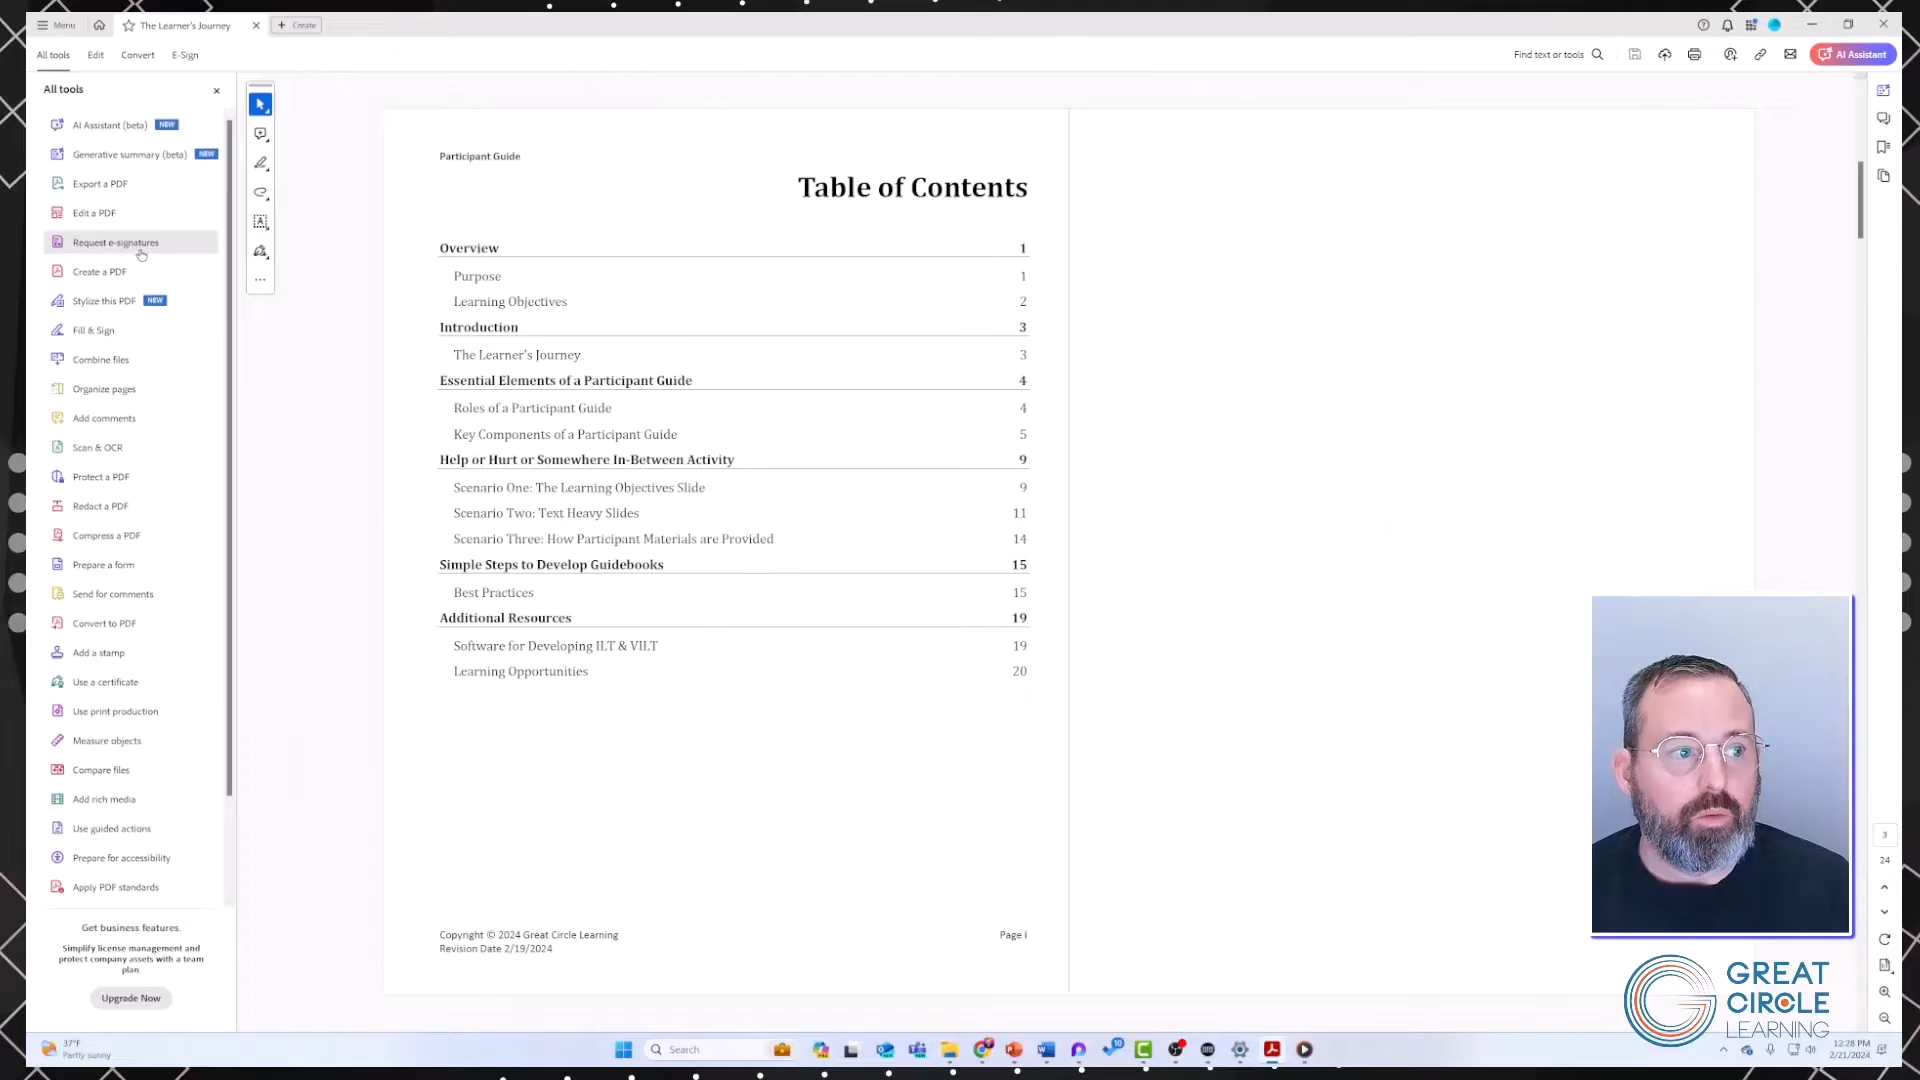 Menu
The Learner's Journey
Create
All tools
Edit
Convert
E-Sign
Find text or tools
AI Assistant
All tools
AI Assistant (beta) NEW
Generative summary (beta) NEW
Export a PDF
Edit a PDF
Request e-signatures
Create a PDF
Stylize this PDF NEW
Fill & Sign
Combine files
Organize pages
Add comments
Scan & OCR
Protect a PDF
Redact a PDF
Compress a PDF
Prepare a form
Send for comments
Convert to PDF
Add a stamp
Use a certificate
Use print production
Measure objects
Compare files
Add rich media
Use guided actions
Prepare for accessibility
Apply PDF standards
Get business features.
Simplify license management and
protect company assets with a team
plan
Upgrade Now
Participant Guide
Table of Contents
Overview 1
Purpose 1
Learning Objectives 2
Introduction 3
The Learner's Journey 3
Essential Elements of a Participant Guide 4
Roles of a Participant Guide 4
Key Components of a Participant Guide 5
Help or Hurt or Somewhere In-Between Activity 9
Scenario One: The Learning Objectives Slide 9
Scenario Two: Text Heavy Slides 11
Scenario Three: How Participant Materials are Provided 14
Simple Steps to Develop Guidebooks 15
Best Practices 15
Additional Resources 19
Software for Developing ILT & VILT 19
Learning Opportunities 20
Copyright © 2024 Great Circle Learning Page i
Revision Date 2/19/2024
3
24
GREAT
CIRCLE
LEARNING
37°F
Partly sunny
Search
10
12:28 PM
2/21/2024